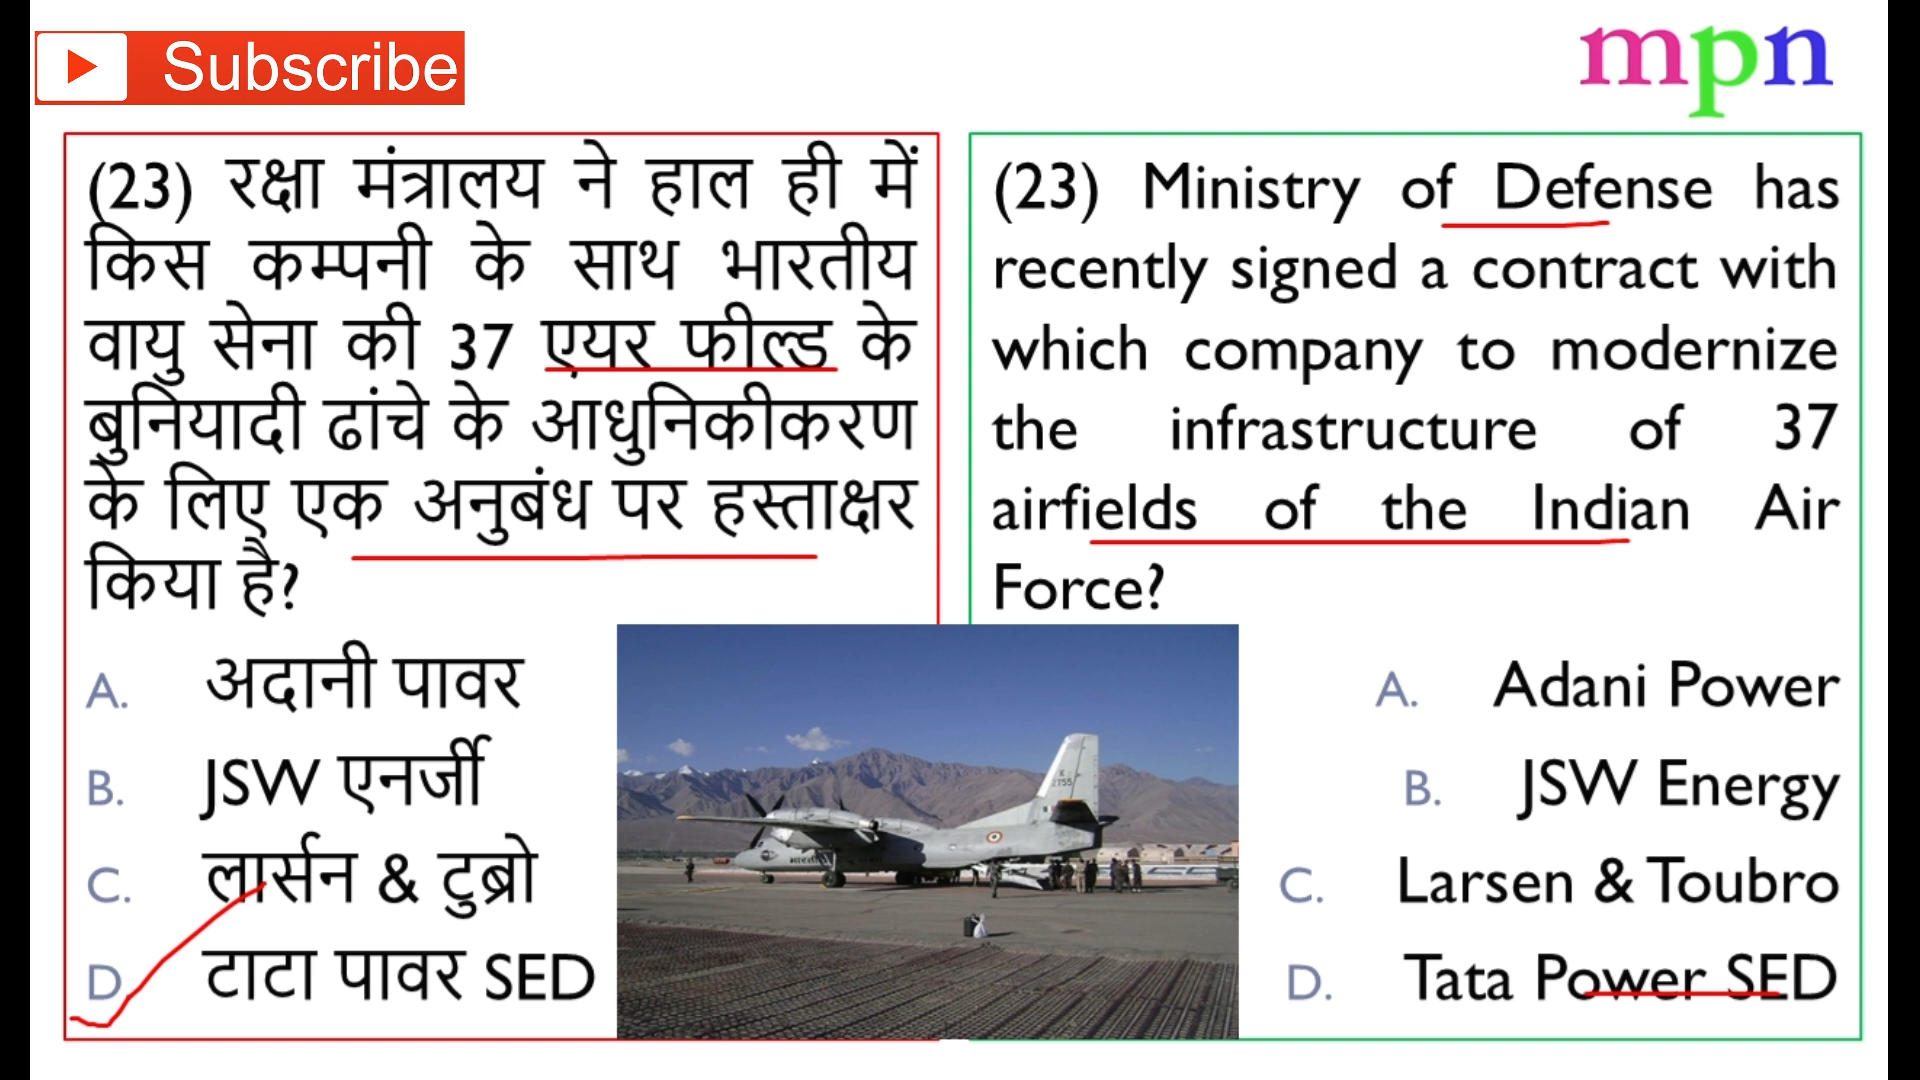 Subscribe
mpn
(23) रक्षा मंत्रालय ने हाल ही में
किस कम्पनी के साथ भारतीय
वायु सेना की 37 एयर फील्ड के
बुनियादी ढांचे के आधुनिकीकरण
के लिए एक अनुबंध पर हस्ताक्षर
किया है?
A. अदानी पावर
B. JSW एनर्जी
C. लार्सन & टुब्रो
D. टाटा पावर SED
(23) Ministry of Defense has
recently signed a contract with
which company to modernize
the infrastructure of 37
airfields of the Indian Air
Force?
A. Adani Power
B. JSW Energy
C. Larsen & Toubro
D. Tata Power SED